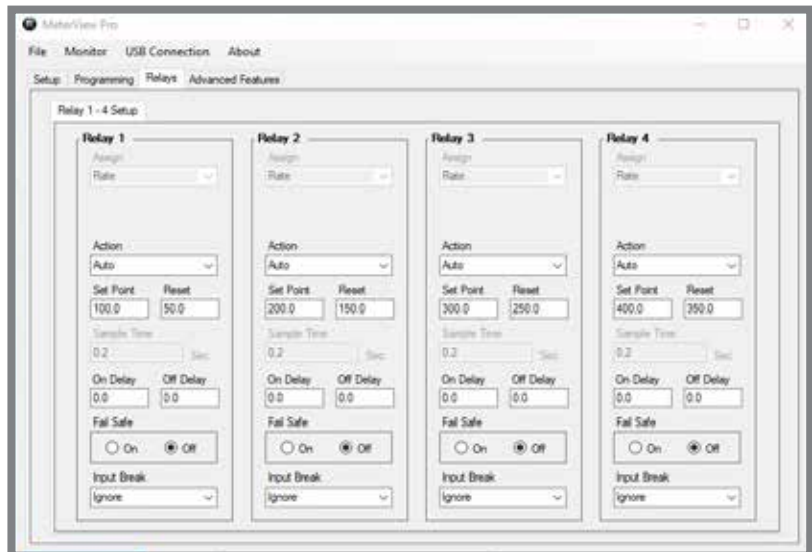 MeterView Pro
File Monitor USB Connection About
Setup Programming Relays Advanced Features
Relay 1 - 4 Setup
Relay 1
Assign
Rate
Action
Auto
Set Point Reset
100.0 50.0
Sample Time
0.2 Sec
On Delay Off Delay
0.0 0.0
Fail Safe
On Off
Input Break
Ignore
Relay 2
Assign
Rate
Action
Auto
Set Point Reset
200.0 150.0
Sample Time
0.2 Sec
On Delay Off Delay
0.0 0.0
Fail Safe
On Off
Input Break
Ignore
Relay 3
Assign
Rate
Action
Auto
Set Point Reset
300.0 250.0
Sample Time
0.2 Sec
On Delay Off Delay
0.0 0.0
Fail Safe
On Off
Input Break
Ignore
Relay 4
Assign
Rate
Action
Auto
Set Point Reset
400.0 350.0
Sample Time
0.2 Sec
On Delay Off Delay
0.0 0.0
Fail Safe
On Off
Input Break
Ignore